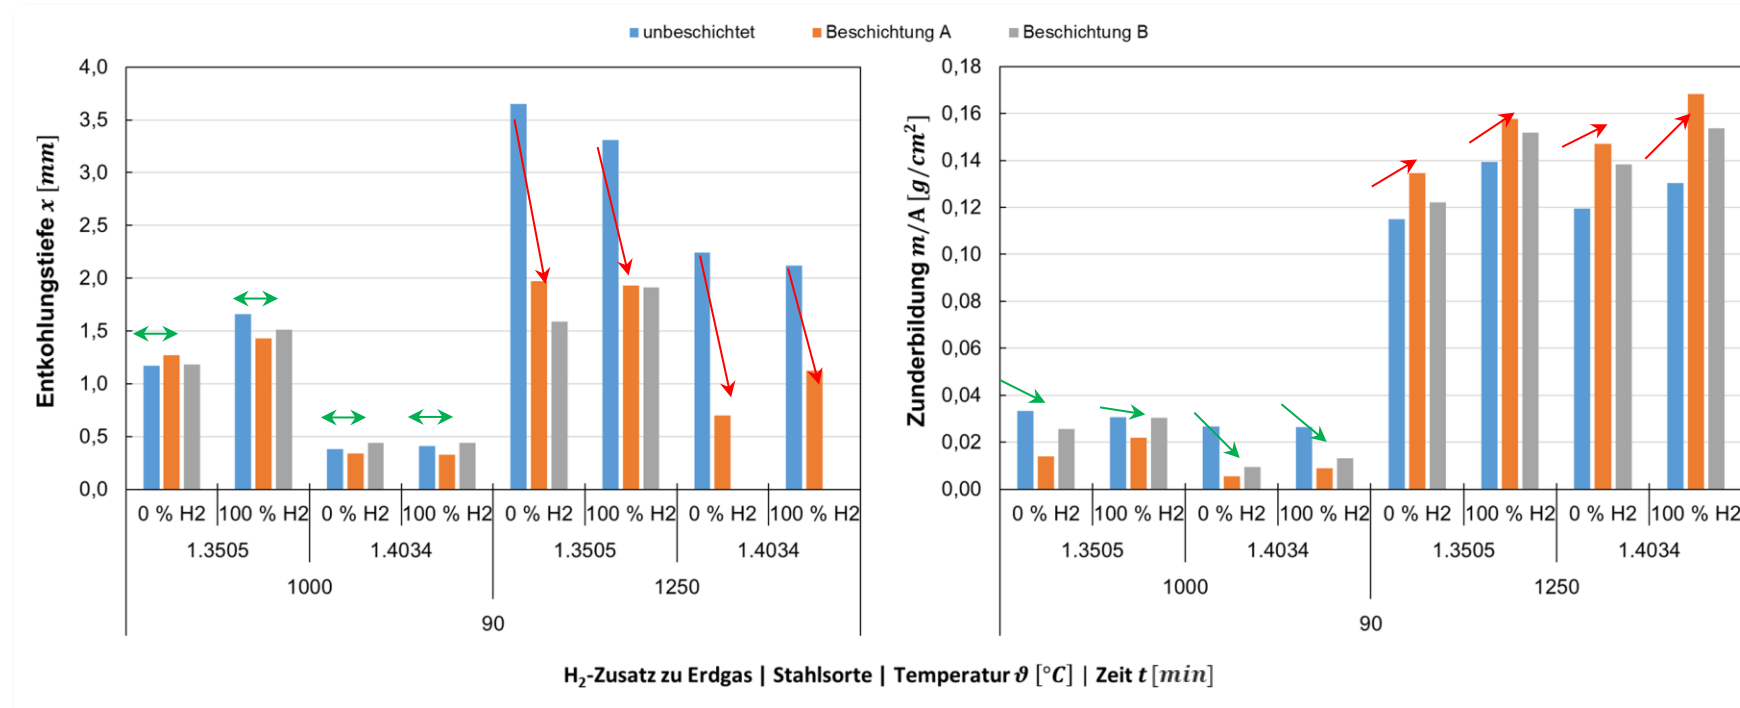 unbeschichtet Beschichtung A Beschichtung B
Entkohlungstiefe x [mm]
4,0
3,5
3,0
2,5
2,0
1,5
1,0
0,5
0,0
0 % H2 100 % H2 0 % H2 100 % H2 0 % H2 100 % H2 0 % H2 100 % H2
1.3505 1.4034 1.3505 1.4034
1000 1250
90
Zunderbildung m/A [g/cm²]
0,18
0,16
0,14
0,12
0,10
0,08
0,06
0,04
0,02
0,00
0 % H2 100 % H2 0 % H2 100 % H2 0 % H2 100 % H2 0 % H2 100 % H2
1.3505 1.4034 1.3505 1.4034
1000 1250
90
H₂-Zusatz zu Erdgas | Stahlsorte | Temperatur ϑ [°C] | Zeit t [min]